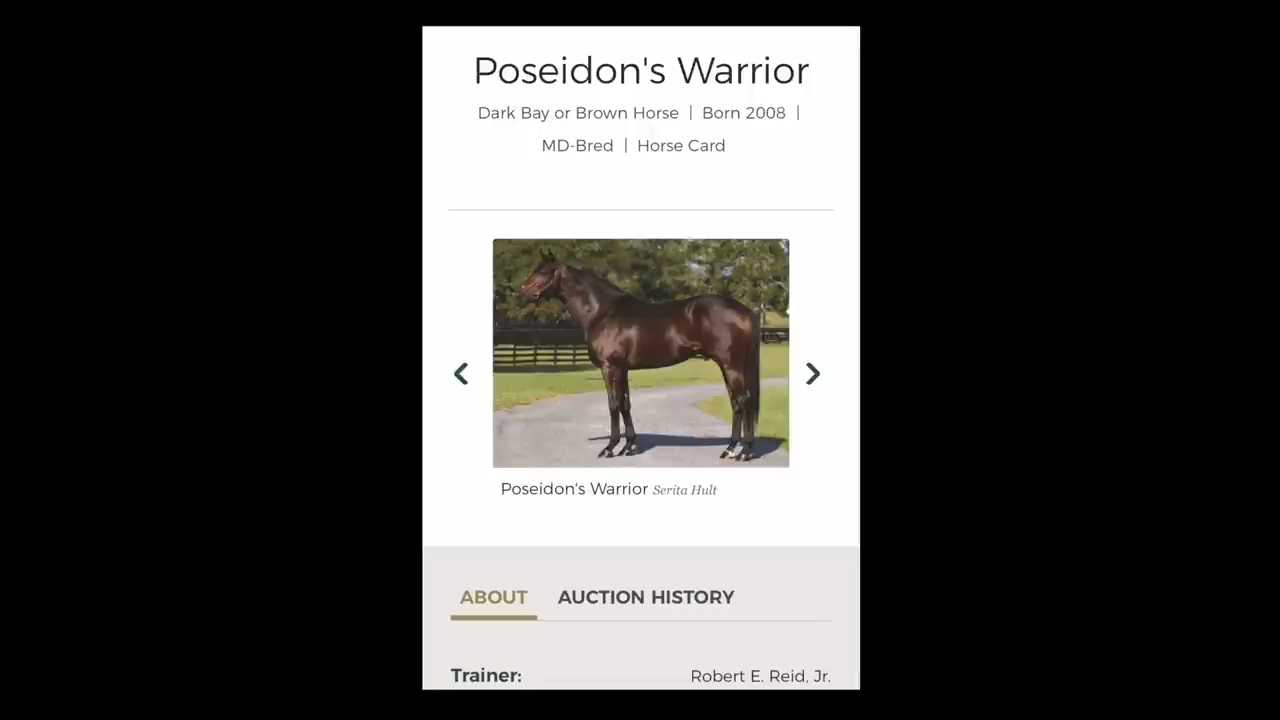 Poseidon's Warrior
Dark Bay or Brown Horse | Born 2008 |
MD-Bred | Horse Card
Poseidon's Warrior Serita Hult
ABOUT AUCTION HISTORY
Trainer: Robert E. Reid, Jr.